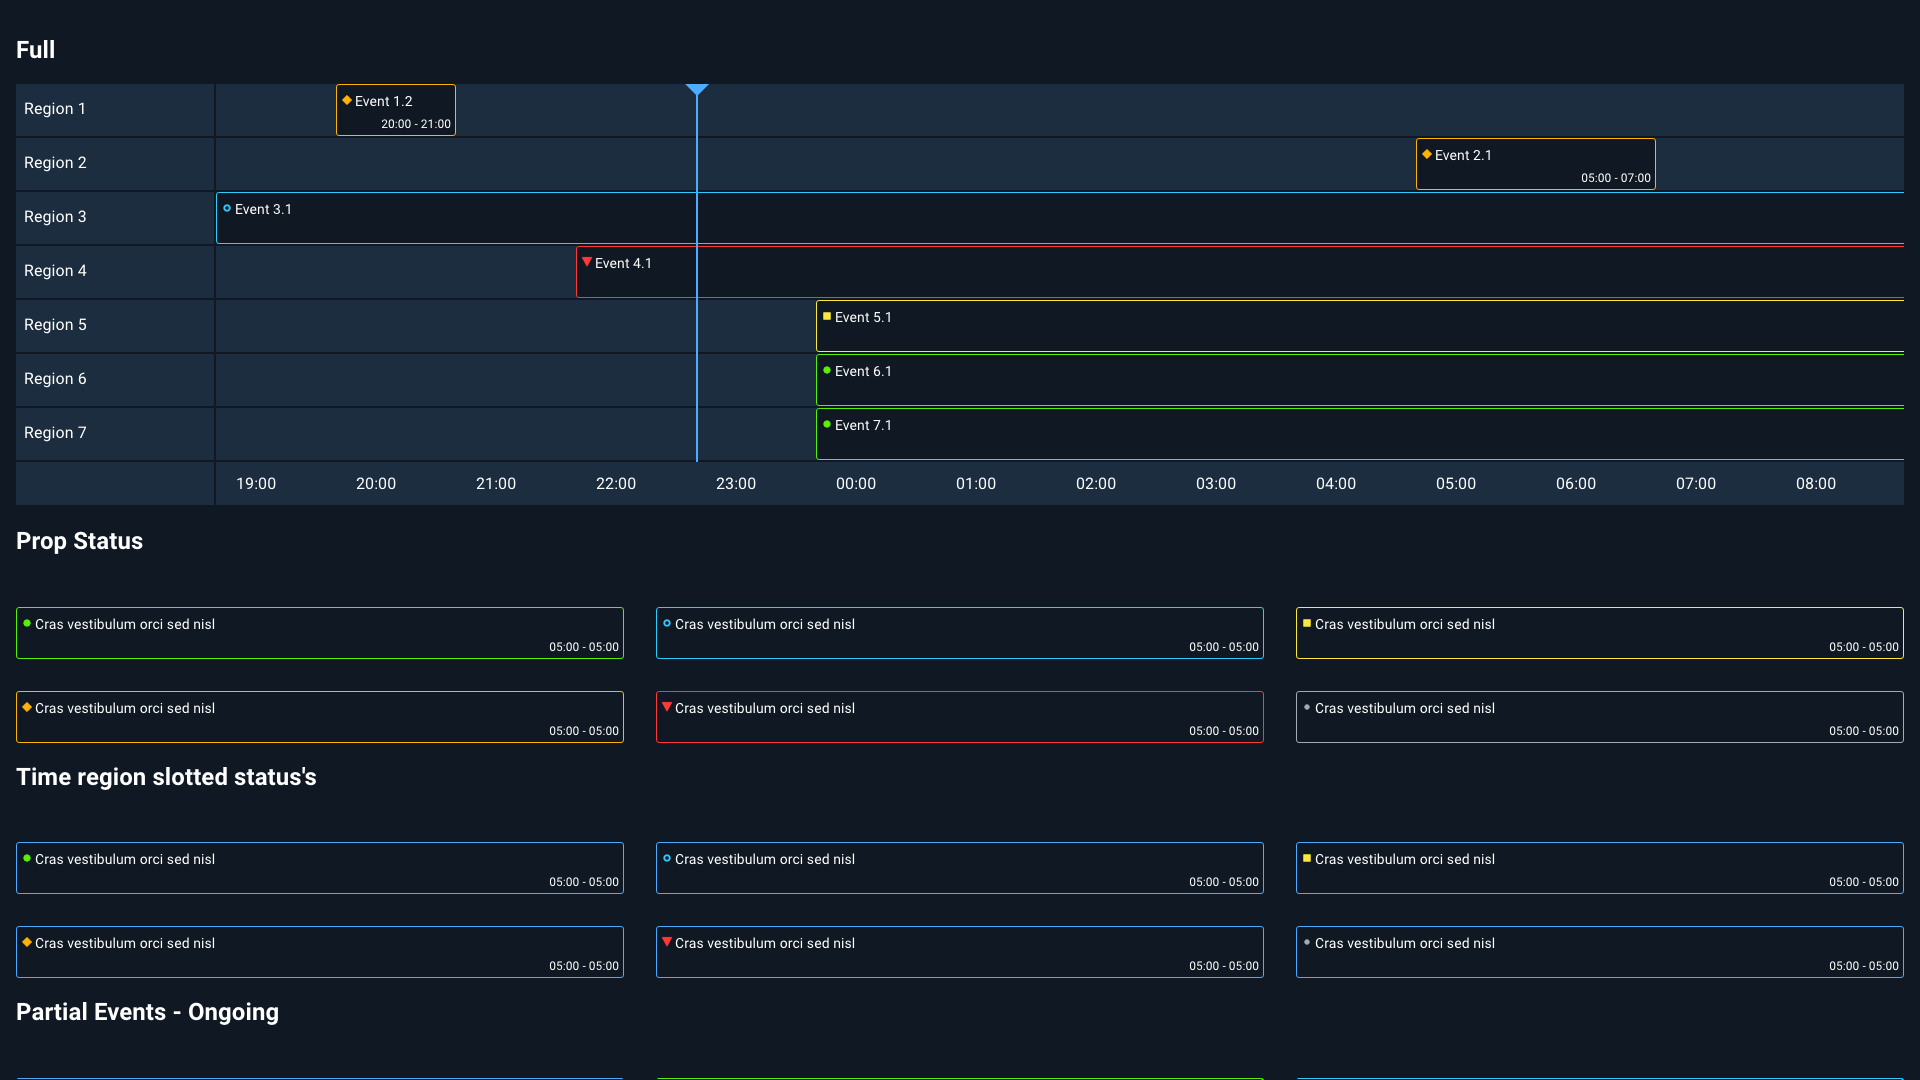 Full
Region 1
Event 1.2
20:00 - 21:00
Region 2
Event 2.1
05:00 - 07:00
Region 3
Event 3.1
Region 4
Event 4.1
Region 5
Event 5.1
Region 6
Event 6.1
Region 7
Event 7.1
19:00 20:00 21:00 22:00 23:00 00:00 01:00 02:00 03:00 04:00 05:00 06:00 07:00 08:00
Prop Status
Cras vestibulum orci sed nisl
05:00 - 05:00
Cras vestibulum orci sed nisl
05:00 - 05:00
Cras vestibulum orci sed nisl
05:00 - 05:00
Cras vestibulum orci sed nisl
05:00 - 05:00
Cras vestibulum orci sed nisl
05:00 - 05:00
Cras vestibulum orci sed nisl
05:00 - 05:00
Time region slotted status's
Cras vestibulum orci sed nisl
05:00 - 05:00
Cras vestibulum orci sed nisl
05:00 - 05:00
Cras vestibulum orci sed nisl
05:00 - 05:00
Cras vestibulum orci sed nisl
05:00 - 05:00
Cras vestibulum orci sed nisl
05:00 - 05:00
Cras vestibulum orci sed nisl
05:00 - 05:00
Partial Events - Ongoing